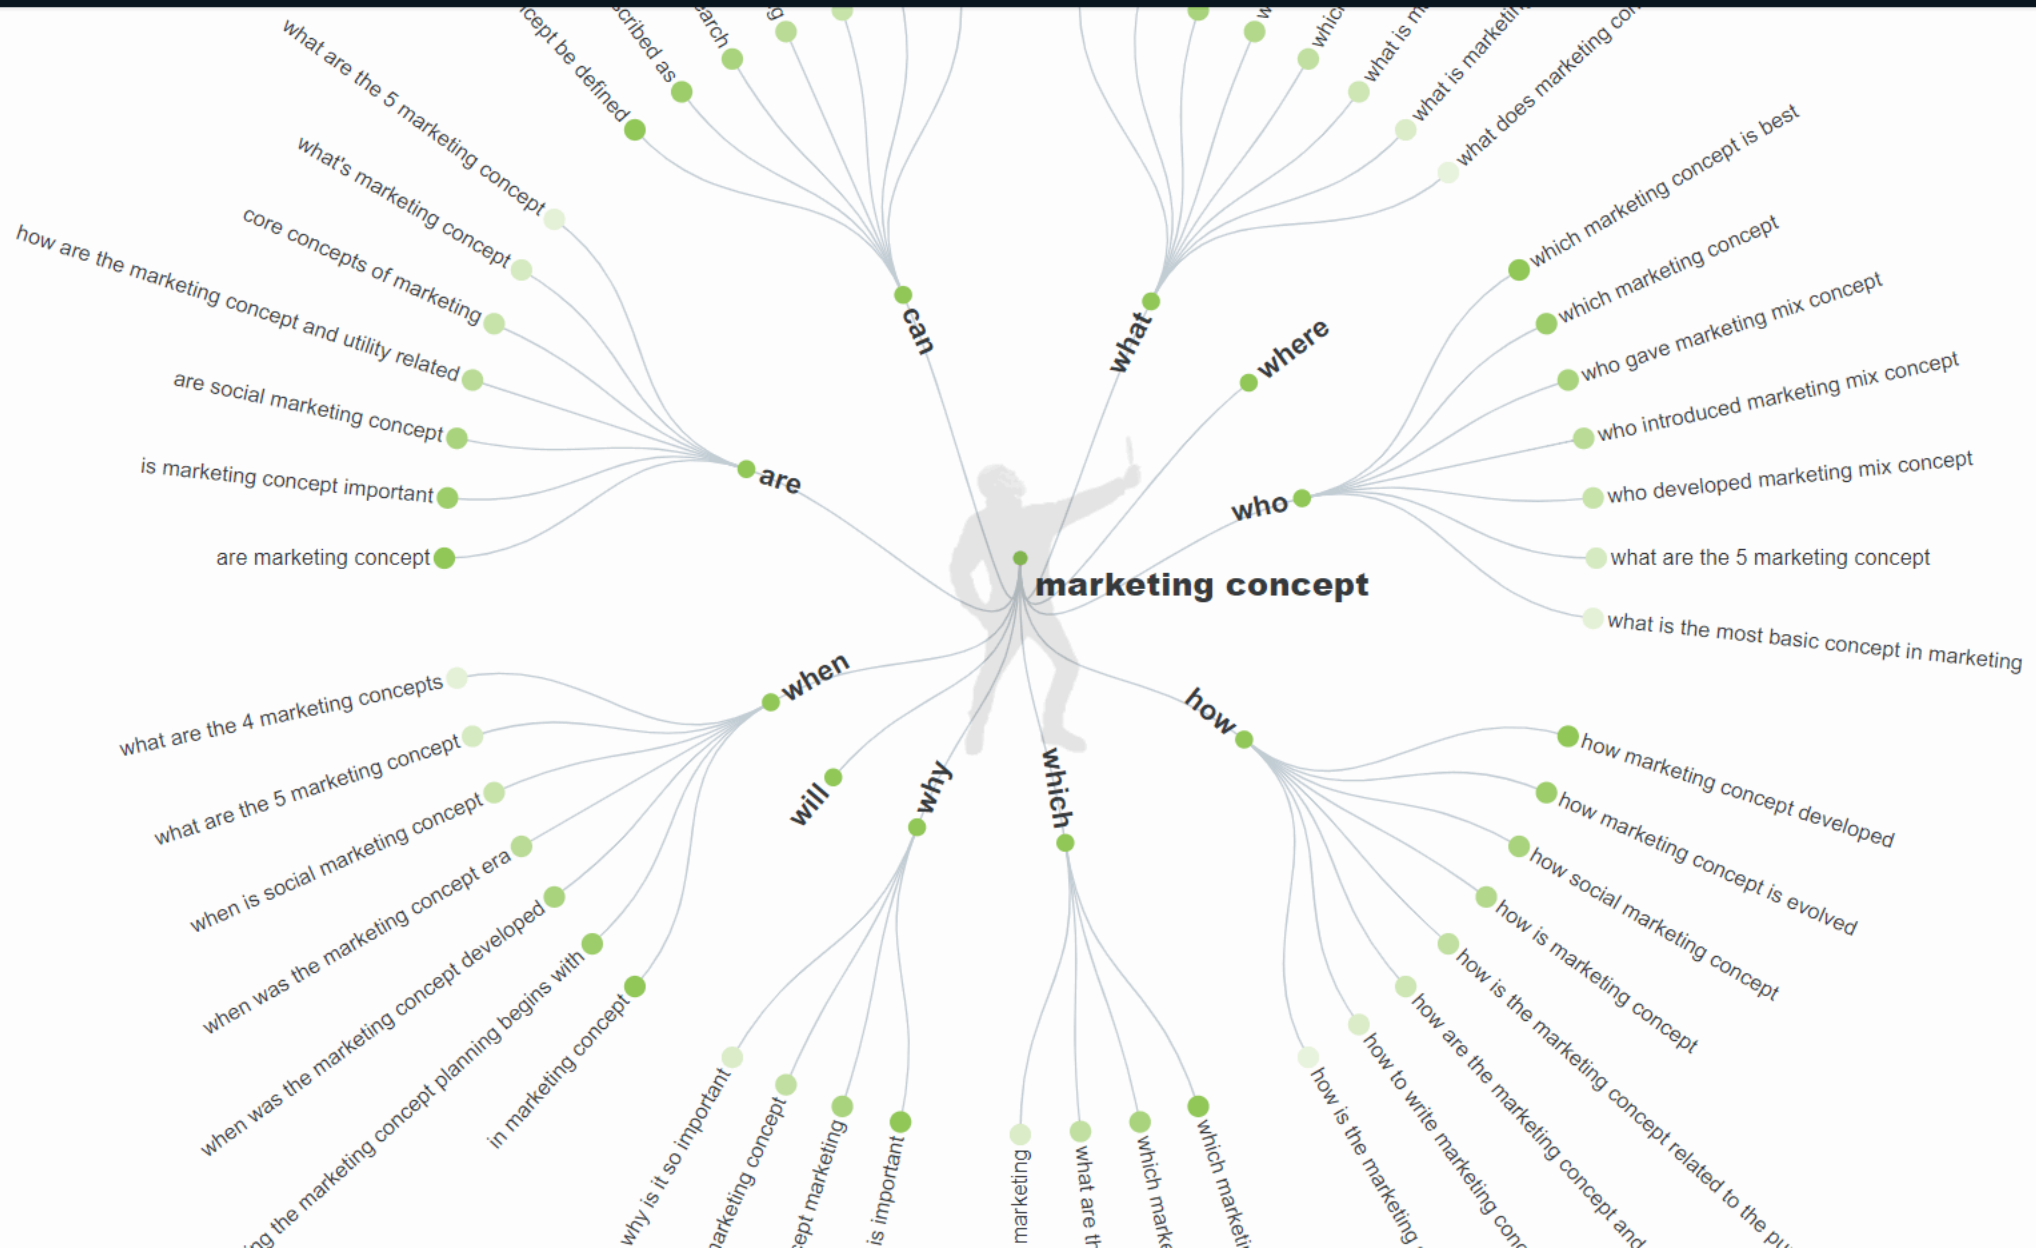 marketing concept
can
cept be defined
scribed as
earch
what
which
what is
what is marketing
what does marketing
where
who
which marketing concept is best
which marketing concept
who gave marketing mix concept
who introduced marketing mix concept
who developed marketing mix concept
what are the 5 marketing concept
what is the most basic concept in marketing
how
how marketing concept developed
how marketing concept is evolved
how social marketing concept
how is marketing concept
how is the marketing concept related to the
how are the marketing concept and
how to write marketing
how is the marketing
which
which
which
what are
marketing
why
is important
marketing
concept
why is it so important
will
when
what are the 4 marketing concepts
what are the 5 marketing concept
when is social marketing concept
when was the marketing concept era
when was the marketing concept developed
the marketing concept planning begins with
in marketing concept
are
what are the 5 marketing concept
what's marketing concept
core concepts of marketing
how are the marketing concept and utility related
are social marketing concept
is marketing concept important
are marketing concept